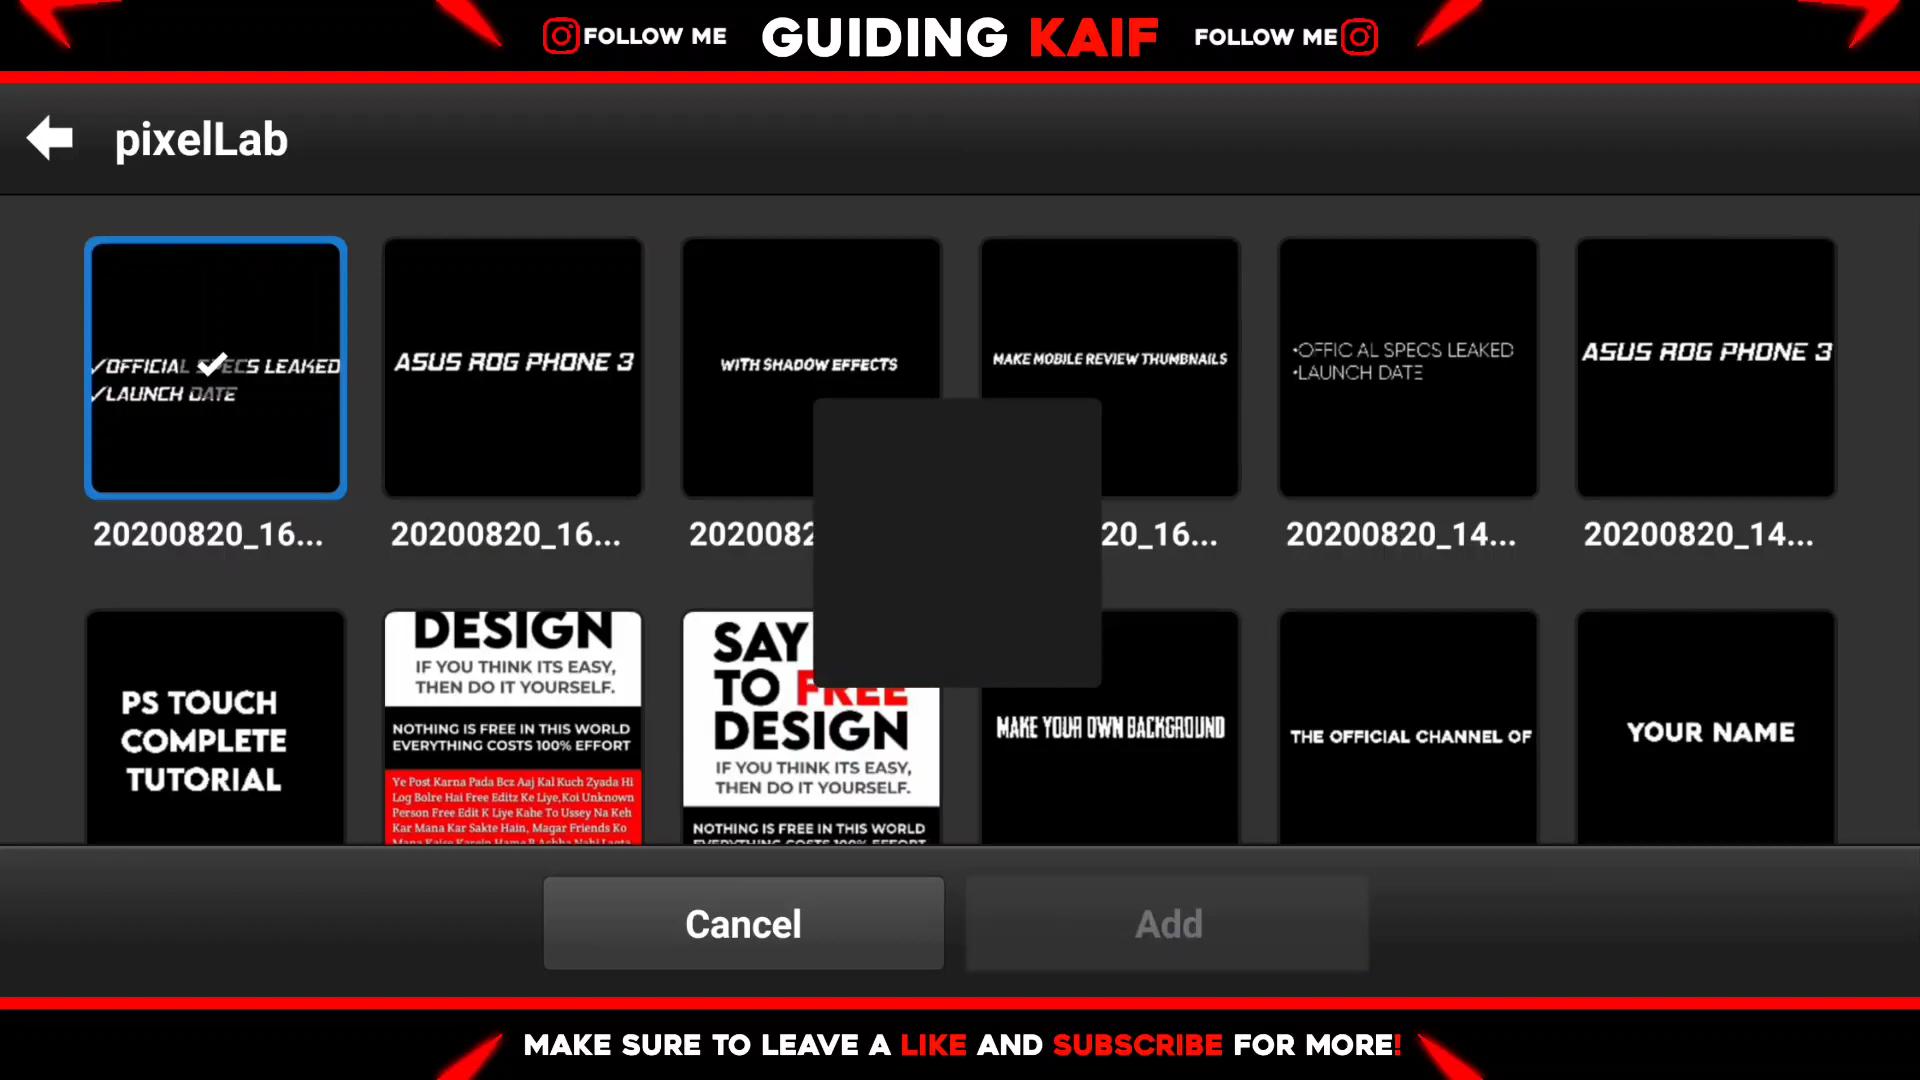 FOLLOW ME GUIDING KAIF FOLLOW ME
pixelLab
✓OFFICIAL SPECS LEAKED
✓LAUNCH DATE
ASUS ROG PHONE 3
WITH SHADOW EFFECTS
MAKE MOBILE REVIEW THUMBNAILS
•OFFIC AL SPECS LEAKED
•LAUNCH DATE
ASUS ROG PHONE 3
20200820_16...
20200820_16...
2020082
20_16...
20200820_14...
20200820_14...
PS TOUCH
COMPLETE
TUTORIAL
DESIGN
IF YOU THINK ITS EASY,
THEN DO IT YOURSELF.
NOTHING IS FREE IN THIS WORLD
EVERYTHING COSTS 100% EFFORT
Ye Post Karna Pada Bcz Aaj Kal Kuch Zyada Hi
Log Bolre Hai Free Editz Ke Liye,Koi Unknown
Person Free Edit K Liye Kahe To Ussey Na Keh
Kar Mana Kar Sakte Hain, Magar Friends Ko
SAY
TO FREE
DESIGN
IF YOU THINK ITS EASY,
THEN DO IT YOURSELF.
NOTHING IS FREE IN THIS WORLD
EVERYTHING COSTS 100% EFFORT
MAKE YOUR OWN BACKGROUND
THE OFFICIAL CHANNEL OF
YOUR NAME
Cancel
Add
MAKE SURE TO LEAVE A LIKE AND SUBSCRIBE FOR MORE!